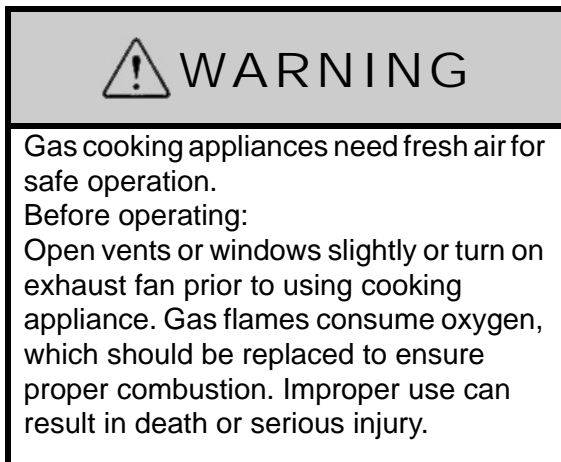 WARNING
Gas cooking appliances need fresh air for
safe operation.
Before operating:
Open vents or windows slightly or turn on
exhaust fan prior to using cooking
appliance. Gas flames consume oxygen,
which should be replaced to ensure
proper combustion. Improper use can
result in death or serious injury.